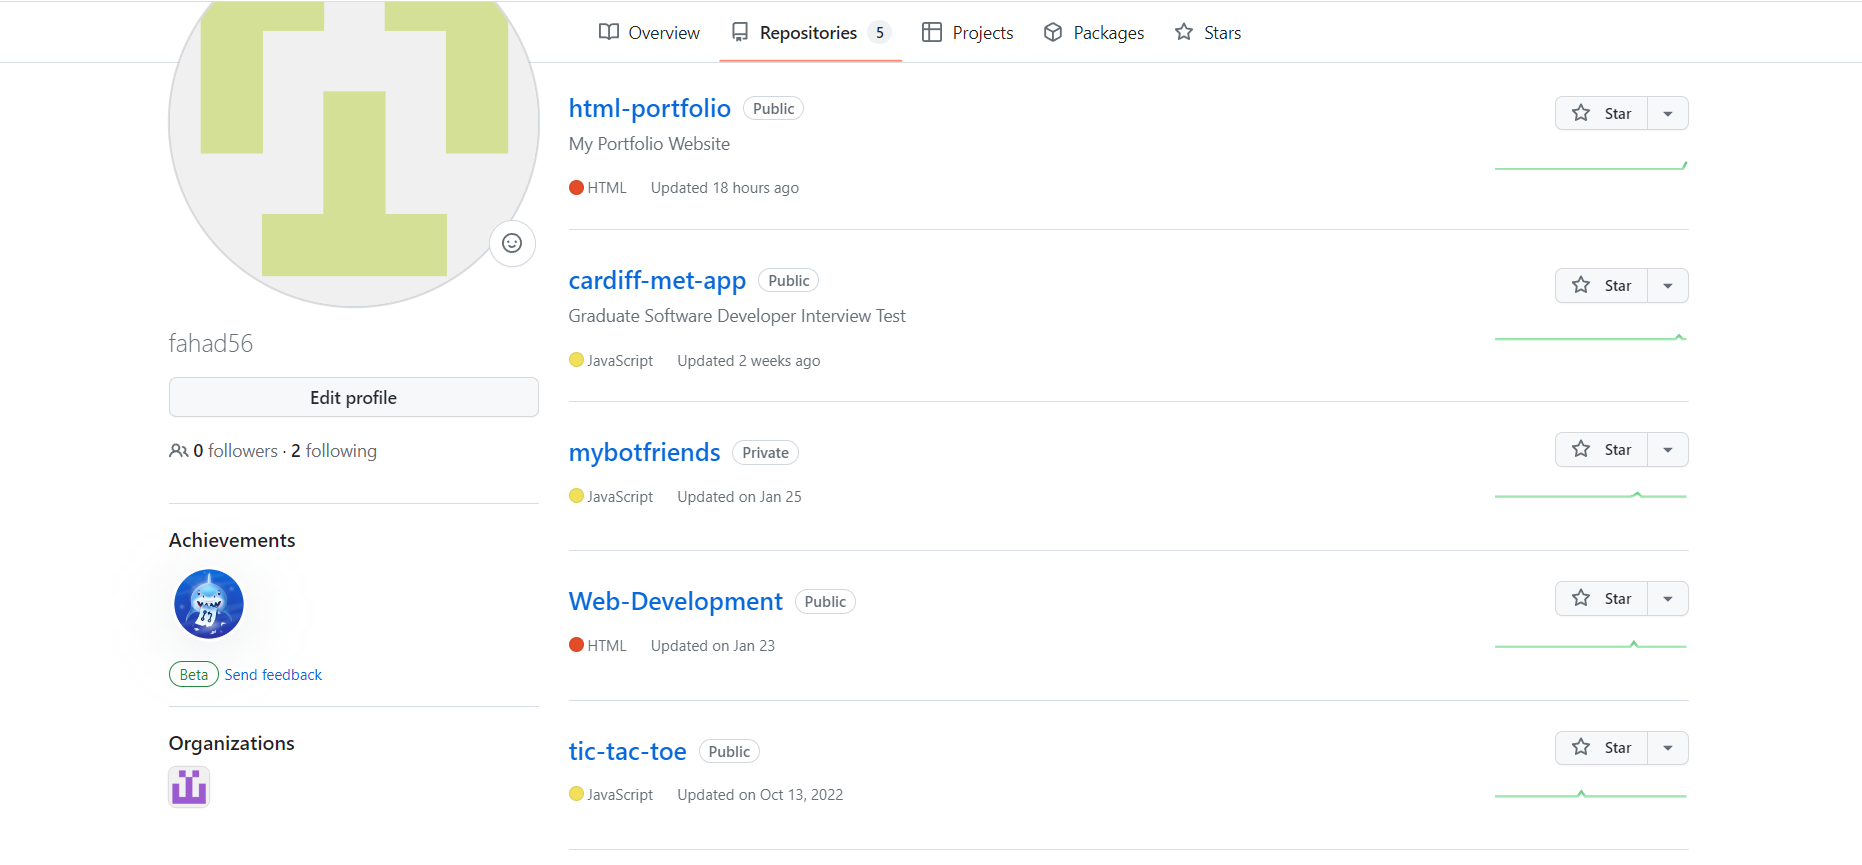 Overview Repositories 5 Projects Packages Stars
fahad56
Edit profile
0 followers · 2 following
Achievements
Beta Send feedback
Organizations
html-portfolio Public
Star
My Portfolio Website
HTML Updated 18 hours ago
cardiff-met-app Public
Star
Graduate Software Developer Interview Test
JavaScript Updated 2 weeks ago
mybotfriends Private
Star
JavaScript Updated on Jan 25
Web-Development Public
Star
HTML Updated on Jan 23
tic-tac-toe Public
Star
JavaScript Updated on Oct 13, 2022